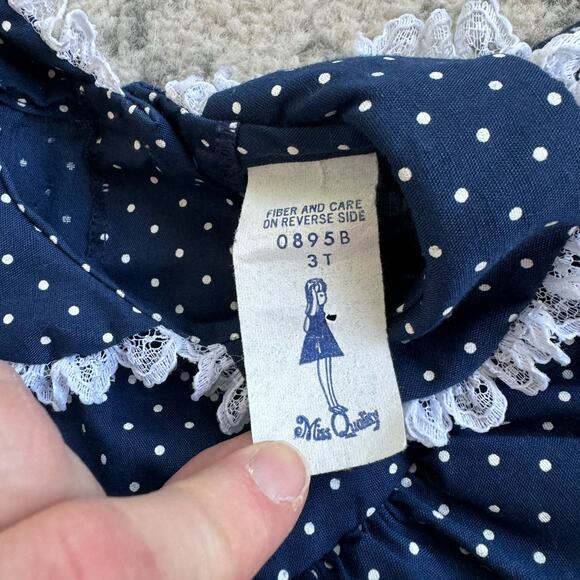 FIBER AND CARE
ON REVERSE SIDE
0895B
3T
Miss Quality